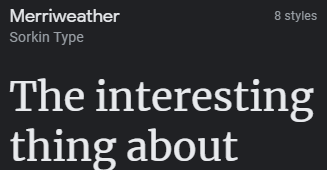 Merriweather 8 styles
Sorkin Type
The interesting
thing about